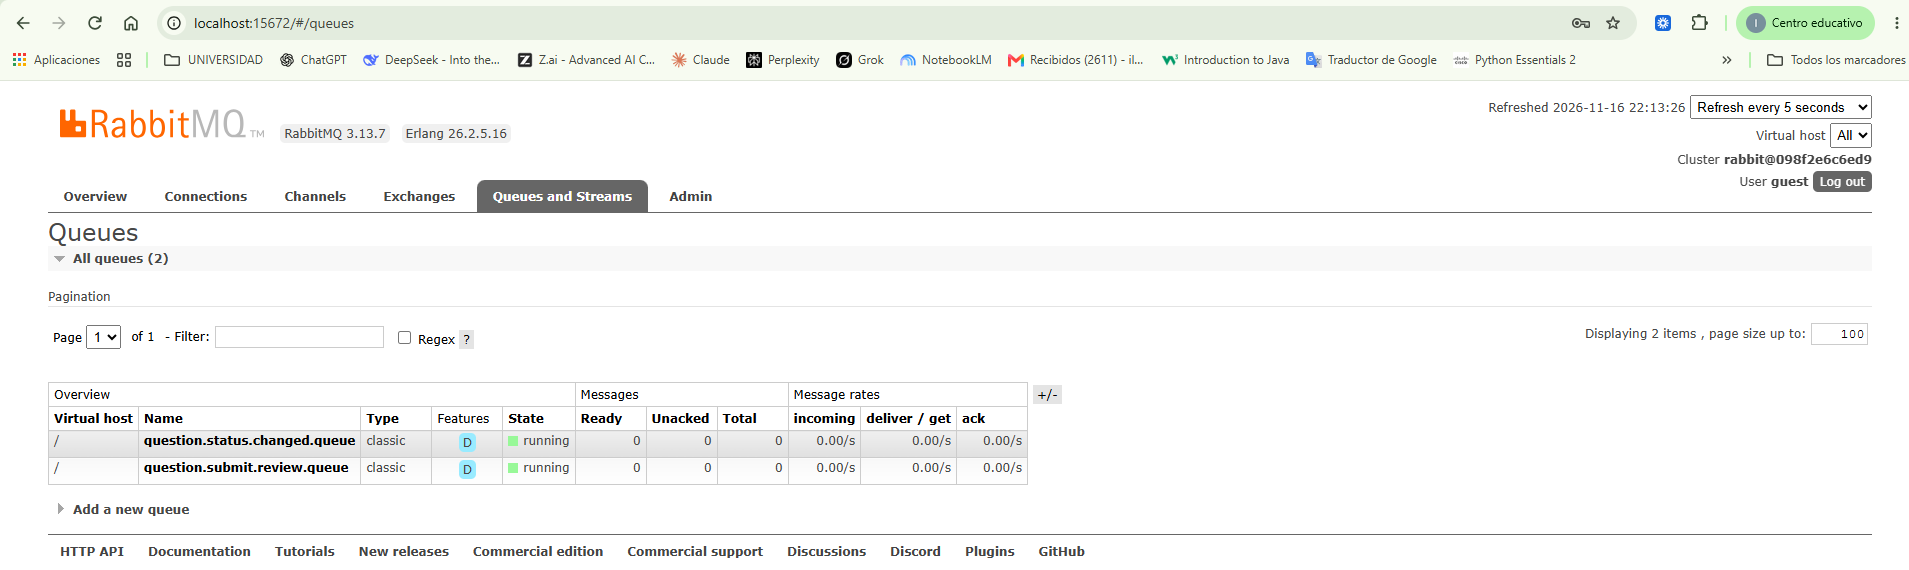 localhost:15672/#/queues
Centro educativo
Aplicaciones UNIVERSIDAD ChatGPT DeepSeek - Into the... Z.ai - Advanced AI C... Claude Perplexity Grok NotebookLM Recibidos (2611) - il... Introduction to Java Traductor de Google Python Essentials 2 » Todos los marcadores
RabbitMQ TM RabbitMQ 3.13.7 Erlang 26.2.5.16
Refreshed 2026-11-16 22:13:26 Refresh every 5 seconds
Virtual host All
Cluster rabbit@098f2e6c6ed9
User guest Log out
Overview Connections Channels Exchanges Queues and Streams Admin
Queues
All queues (2)
Pagination
Page 1 of 1 - Filter: Regex ?
Displaying 2 items , page size up to: 100
Overview Messages Message rates +/-
Virtual host Name Type Features State Ready Unacked Total incoming deliver / get ack
/ question.status.changed.queue classic D running 0 0 0 0.00/s 0.00/s 0.00/s
/ question.submit.review.queue classic D running 0 0 0 0.00/s 0.00/s 0.00/s
Add a new queue
HTTP API Documentation Tutorials New releases Commercial edition Commercial support Discussions Discord Plugins GitHub